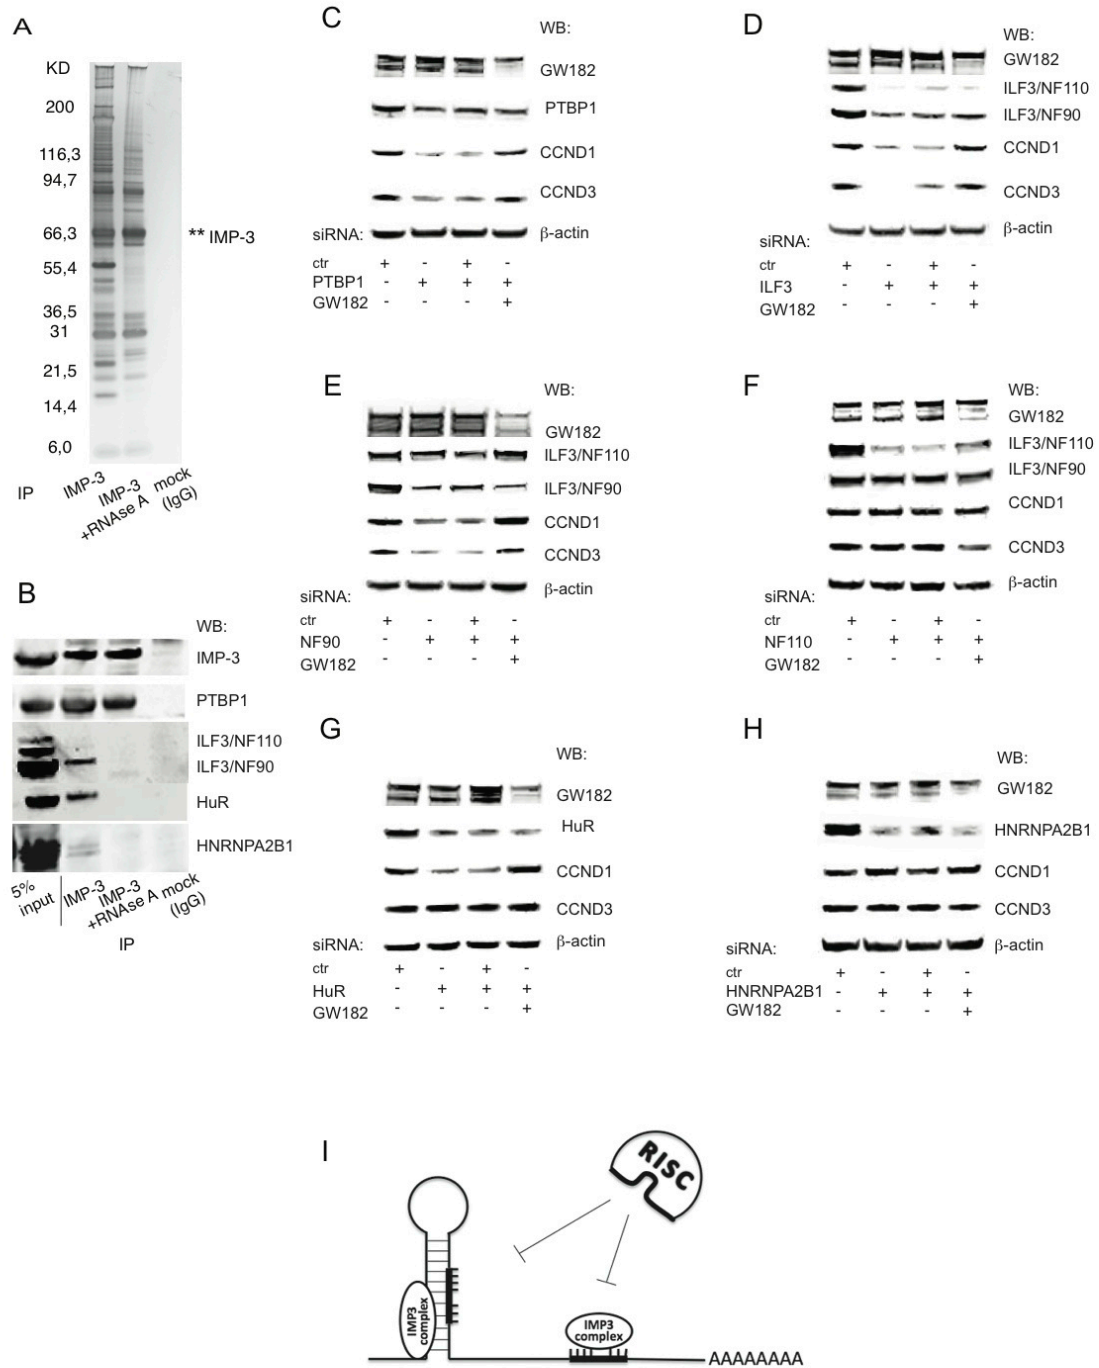 A
KD
200
116,3
94,7
66,3
55,4
36,5
31
21,5
14,4
6,0
** IMP-3
IP
IMP-3
IMP-3
+RNAse A
mock
(IgG)
B
WB:
IMP-3
PTBP1
ILF3/NF110
ILF3/NF90
HuR
HNRNPA2B1
5%
input
IMP-3
IMP-3
+RNAse A
mock
(IgG)
IP
C
WB:
GW182
PTBP1
CCND1
CCND3
β-actin
siRNA:
ctr + - + -
PTBP1 - + + +
GW182 - - - +
D
WB:
GW182
ILF3/NF110
ILF3/NF90
CCND1
CCND3
β-actin
siRNA:
ctr + - + -
ILF3 - + + +
GW182 - - - +
E
WB:
GW182
ILF3/NF110
ILF3/NF90
CCND1
CCND3
β-actin
siRNA:
ctr + - + -
NF90 - + + +
GW182 - - - +
F
WB:
GW182
ILF3/NF110
ILF3/NF90
CCND1
CCND3
β-actin
siRNA:
ctr + - + -
NF110 - + + +
GW182 - - - +
G
WB:
GW182
HuR
CCND1
CCND3
β-actin
siRNA:
ctr + - + -
HuR - + + +
GW182 - - - +
H
WB:
GW182
HNRNPA2B1
CCND1
CCND3
β-actin
siRNA:
ctr + - + -
HNRNPA2B1 - + + +
GW182 - - - +
I
RISC
IMP3
complex
IMP3
complex
AAAAAAAA